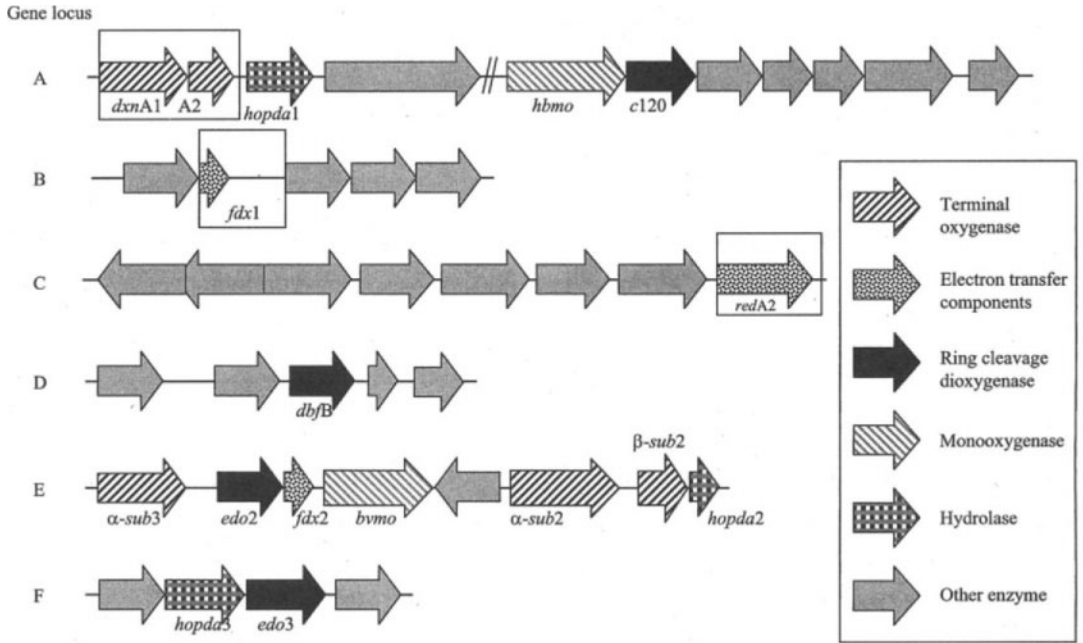 Gene locus
A
dxnA1 A2 hopda1 hbmo c120
B
fdx1
C
redA2
D
dbfB
β-sub2
E
α-sub3 edo2 fdx2 bvmo α-sub2 hopda2
F
hopda3 edo3
Terminal
oxygenase
Electron transfer
components
Ring cleavage
dioxygenase
Monooxygenase
Hydrolase
Other enzyme